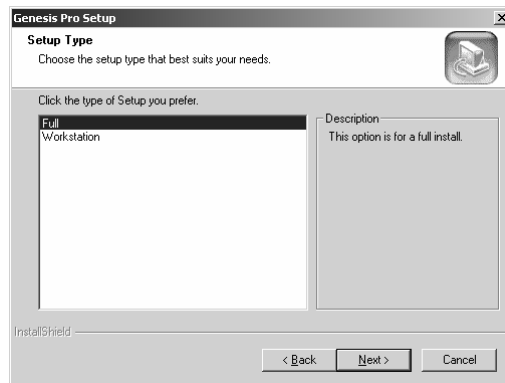 Genesis Pro Setup
Setup Type
Choose the setup type that best suits your needs.
Click the type of Setup you prefer.
Full
Workstation
Description
This option is for a full install.
InstallShield
< Back
Next >
Cancel